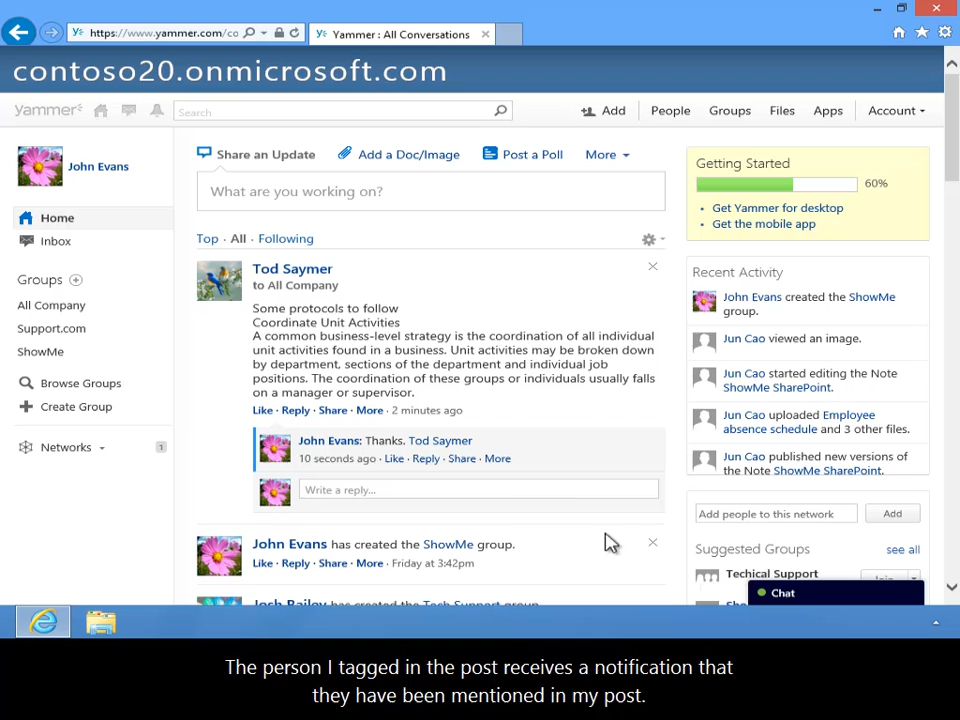 https://www.yammer.com/co
Yammer : All Conversations
contoso20.onmicrosoft.com
yammer
Search
Add
People
Groups
Files
Apps
Account
John Evans
Home
Inbox
Groups
All Company
Support.com
ShowMe
Browse Groups
Create Group
Networks
1
Share an Update
Add a Doc/Image
Post a Poll
More
What are you working on?
Top · All · Following
Tod Saymer
to All Company
Some protocols to follow
Coordinate Unit Activities
A common business-level strategy is the coordination of all individual
unit activities found in a business. Unit activities may be broken down
by department, sections of the department and individual job
positions. The coordination of these groups or individuals usually falls
on a manager or supervisor.
Like · Reply · Share · More · 2 minutes ago
John Evans: Thanks. Tod Saymer
10 seconds ago · Like · Reply · Share · More
Write a reply...
John Evans has created the ShowMe group.
Like · Reply · Share · More · Friday at 3:42pm
Josh Bailey has created the Tech Support group.
Getting Started
60%
• Get Yammer for desktop
• Get the mobile app
Recent Activity
John Evans created the ShowMe
group.
Jun Cao viewed an image.
Jun Cao started editing the Note
ShowMe SharePoint.
Jun Cao uploaded Employee
absence schedule and 3 other files.
Jun Cao published new versions of
the Note ShowMe SharePoint.
Add people to this network
Add
Suggested Groups
see all
Techical Support
Join
Chat
The person I tagged in the post receives a notification that
they have been mentioned in my post.